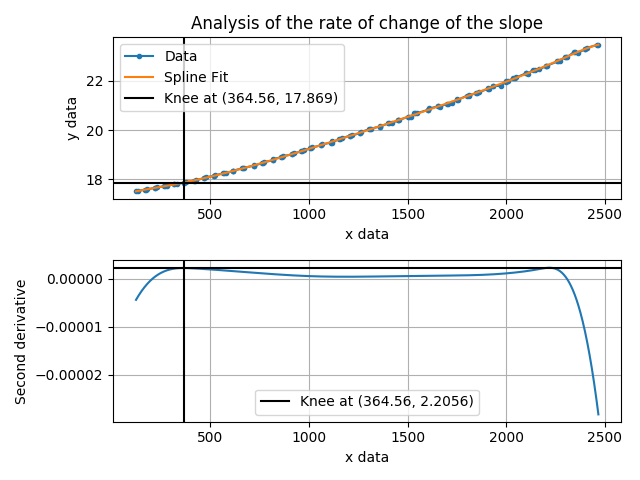 Analysis of the rate of change of the slope
Data
Spline Fit
Knee at (364.56, 17.869)
y data
22
20
18
500 1000 1500 2000 2500
x data
Second derivative
0.00000
−0.00001
−0.00002
Knee at (364.56, 2.2056)
500 1000 1500 2000 2500
x data